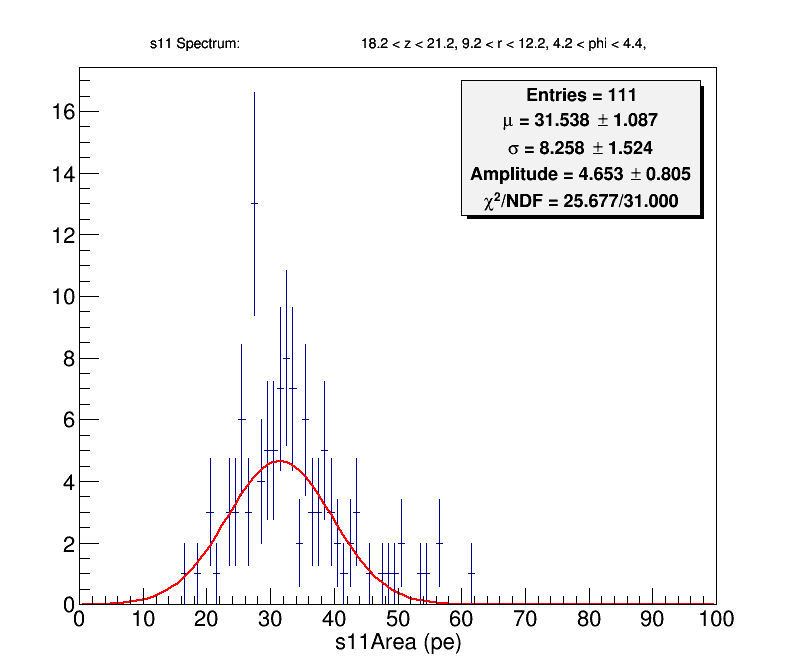 s11 Spectrum: 18.2 < z < 21.2, 9.2 < r < 12.2, 4.2 < phi < 4.4,
Entries = 111
μ = 31.538 ± 1.087
σ = 8.258 ± 1.524
Amplitude = 4.653 ± 0.805
χ²/NDF = 25.677/31.000
16
14
12
10
8
6
4
2
0
0 10 20 30 40 50 60 70 80 90 100
s11Area (pe)